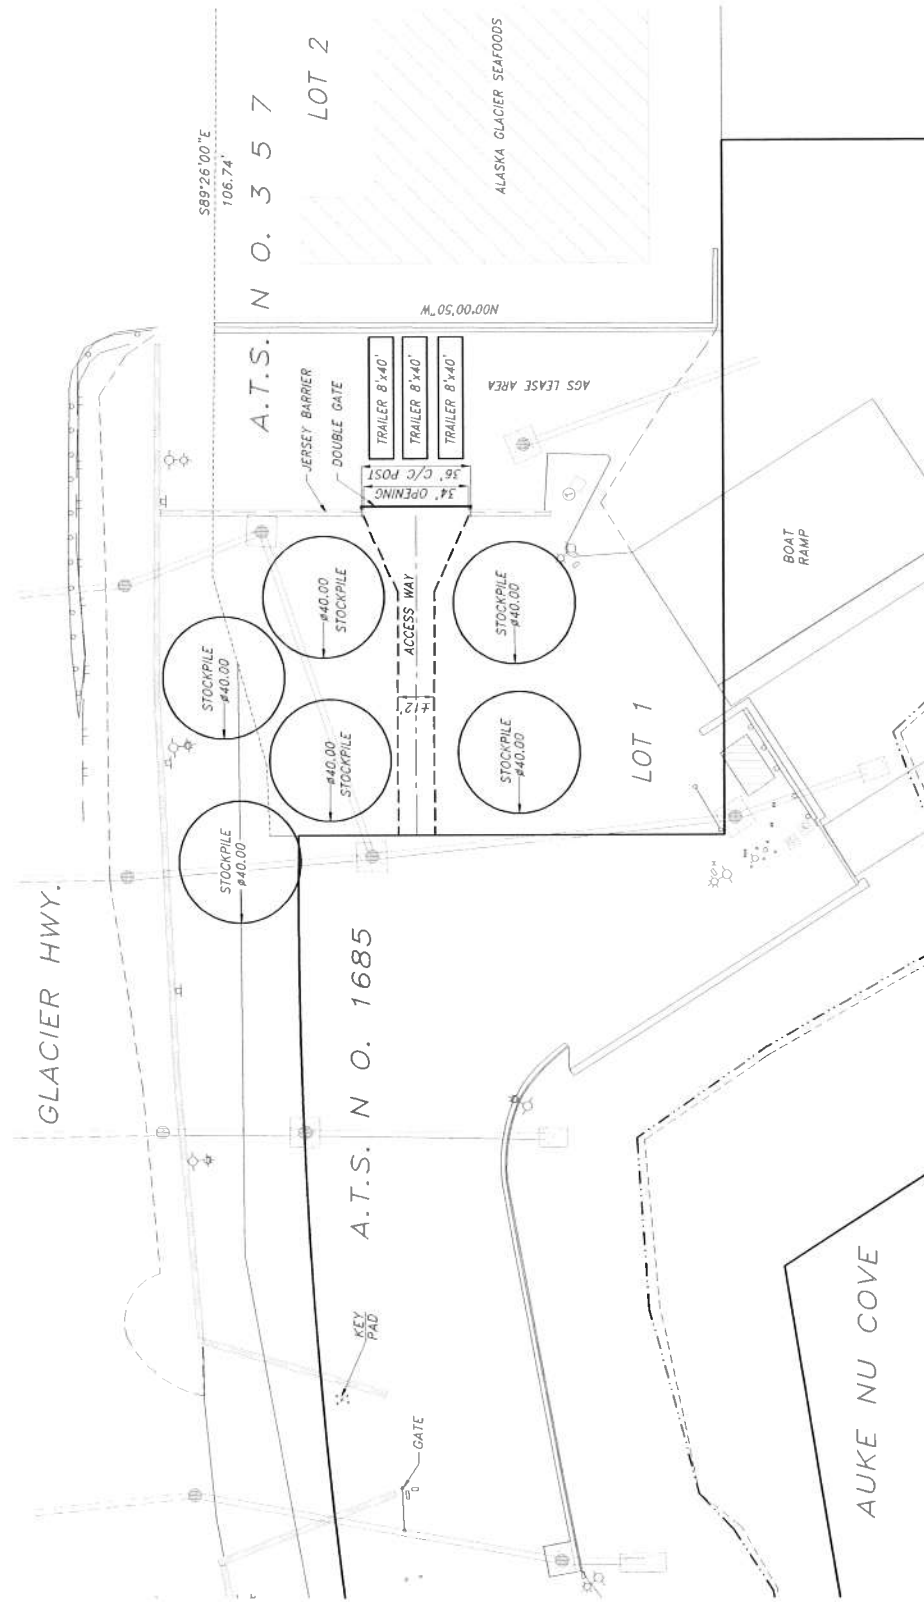 GLACIER HWY.
S89°26'00"E
106.74'
A.T.S. NO. 357
LOT 2
ALASKA GLACIER SEAFOODS
N00°00'50"W
JERSEY BARRIER
DOUBLE GATE
TRAILER 8'x40'
TRAILER 8'x40'
TRAILER 8'x40'
AGS LEASE AREA
36' C/C POST
34' OPENING
STOCKPILE
ø40.00
ø40.00
STOCKPILE
STOCKPILE
ø40.00
ø40.00
STOCKPILE
STOCKPILE
ø40.00
STOCKPILE
ø40.00
ACCESS WAY
±12'
LOT 1
BOAT
RAMP
A.T.S. NO. 1685
KEY
PAD
GATE
AUKE NU COVE